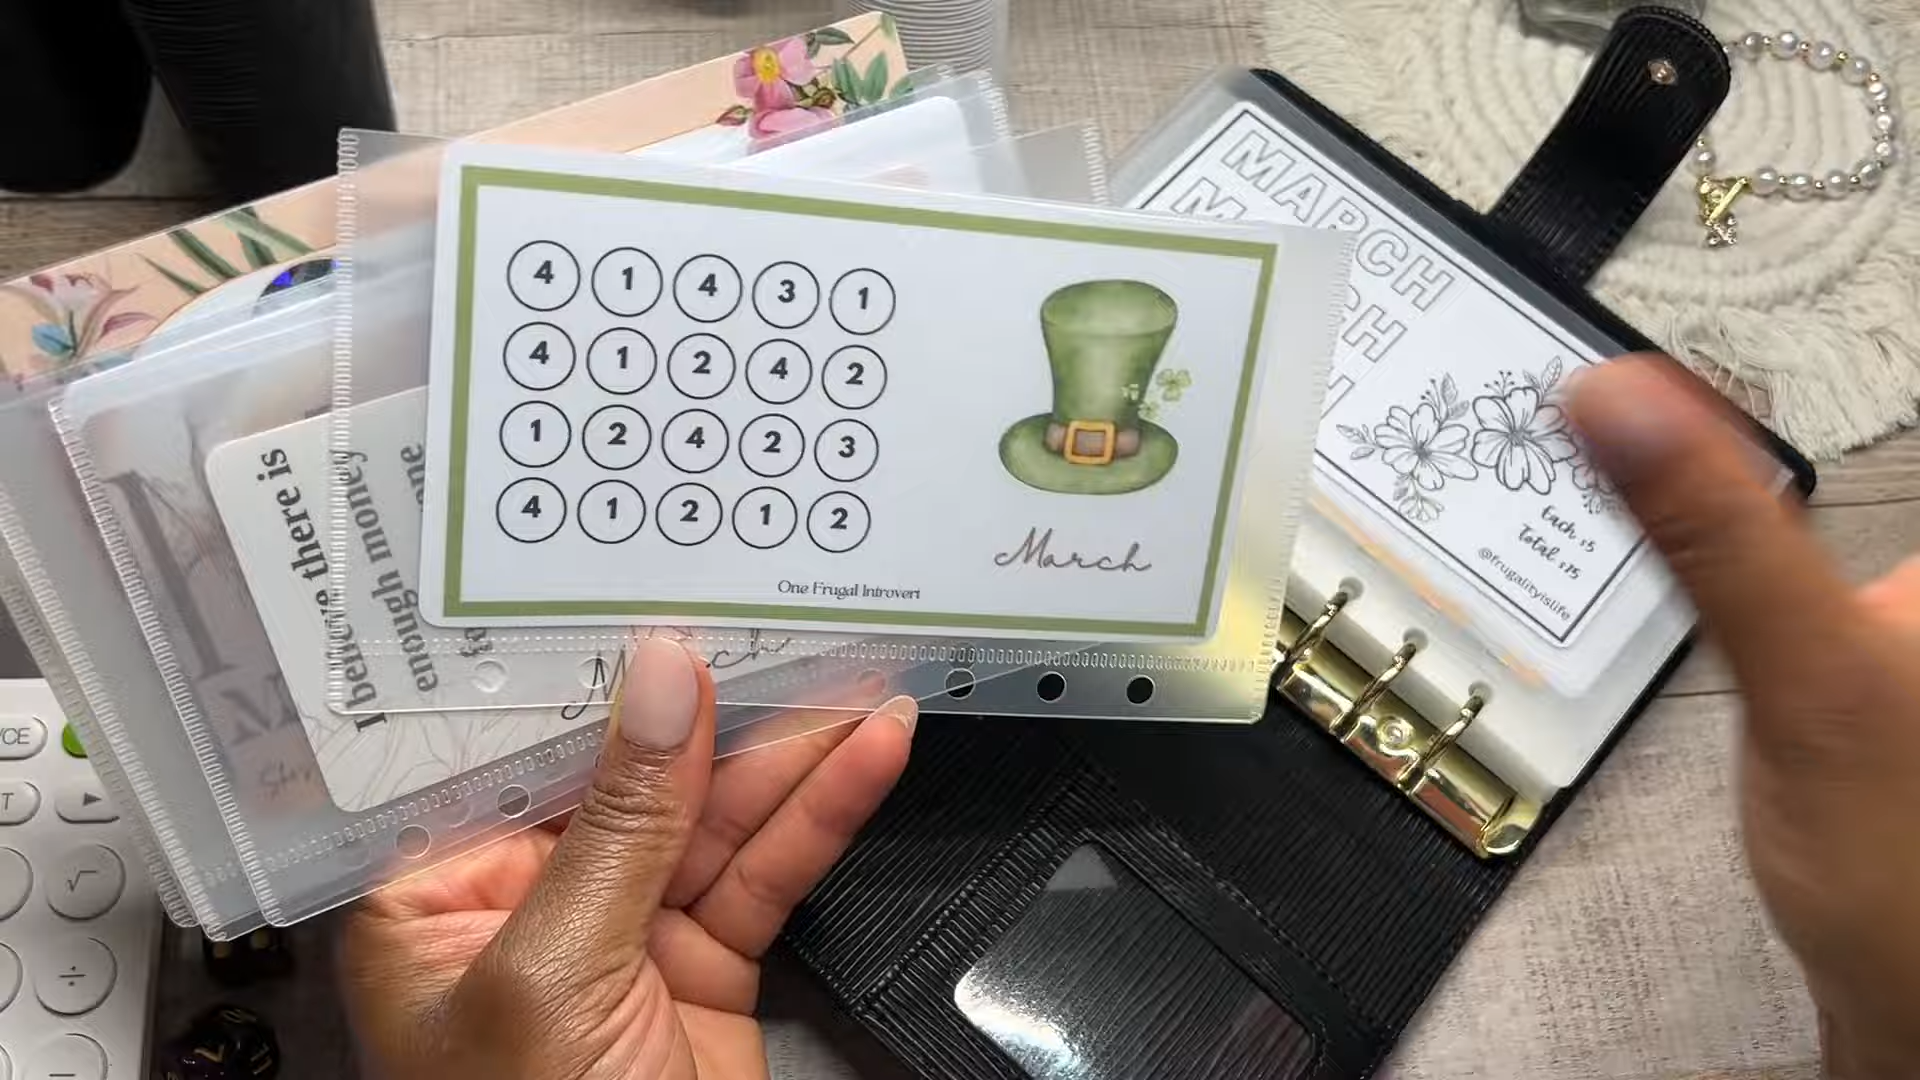 4 1 4 3 1
4 1 2 4 2
1 2 4 2 3
4 1 2 1 2
March
One Frugal Introvert
MARCH
Each $5
Total $75
@frugalityislife
I believe there is
enough money
CE
√
÷